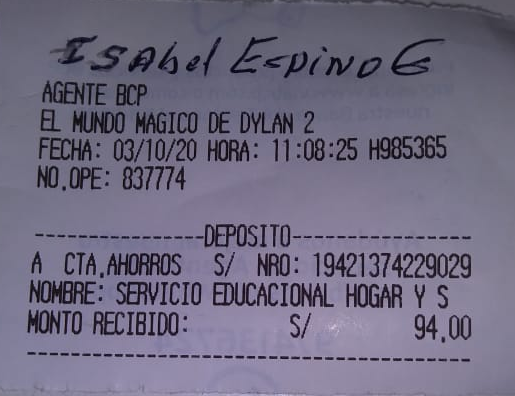 Isabel Espino G
AGENTE BCP
EL MUNDO MAGICO DE DYLAN 2
FECHA: 03/10/20 HORA: 11:08:25 H985365
NO.OPE: 837774
------------------DEPOSITO------------------
A CTA.AHORROS S/ NRO: 19421374229029
NOMBRE: SERVICIO EDUCACIONAL HOGAR Y S
MONTO RECIBIDO: S/ 94.00
--------------------------------------------